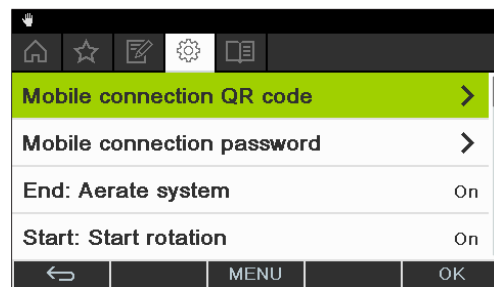 Mobile connection QR code
Mobile connection password
End: Aerate system On
Start: Start rotation On
MENU OK